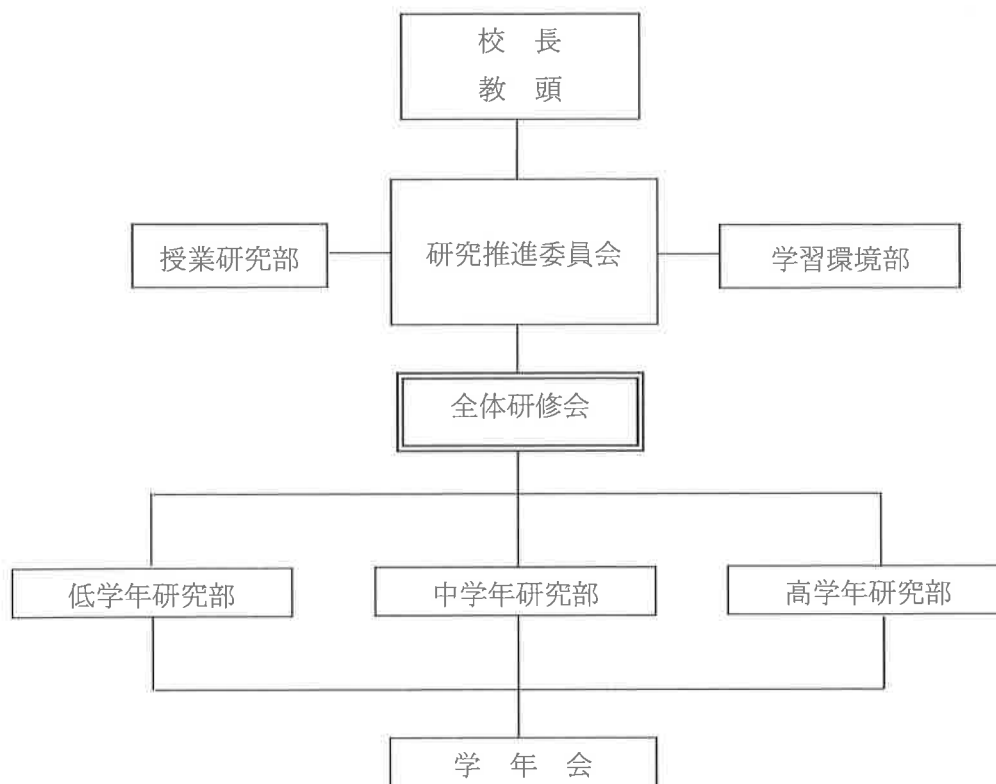 校　長
教　頭
授業研究部
研究推進委員会
学習環境部
全体研修会
低学年研究部
中学年研究部
高学年研究部
学　年　会